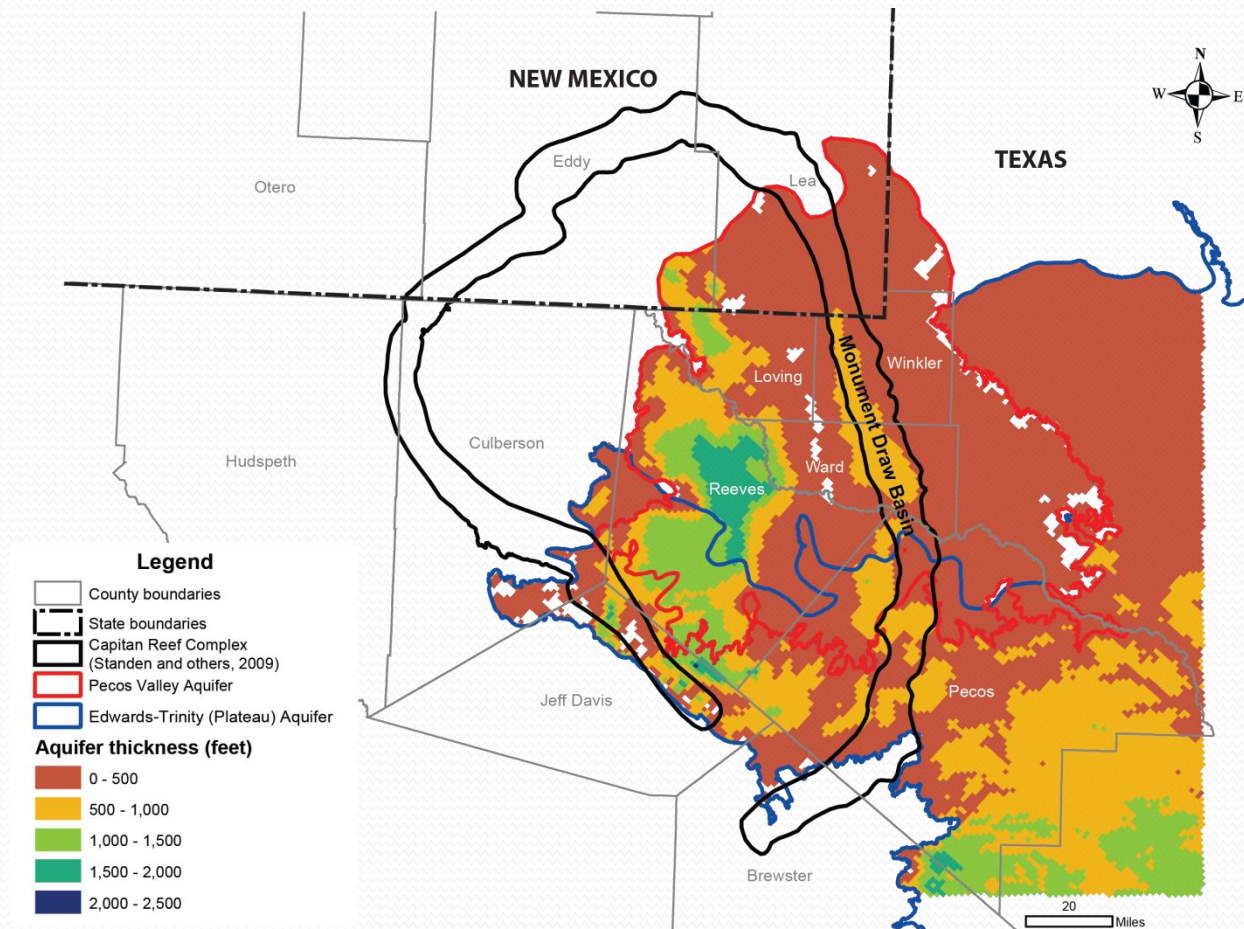 NEW MEXICO
N
W E
S
TEXAS
Eddy
Lea
Otero
Monument Draw Basin
Winkler
Loving
Culberson
Hudspeth
Ward
Reeves
Legend
County boundaries
State boundaries
Capitan Reef Complex
(Standen and others, 2009)
Pecos Valley Aquifer
Edwards-Trinity (Plateau) Aquifer
Aquifer thickness (feet)
0 - 500
500 - 1,000
1,000 - 1,500
1,500 - 2,000
2,000 - 2,500
Jeff Davis
Pecos
Brewster
20
Miles